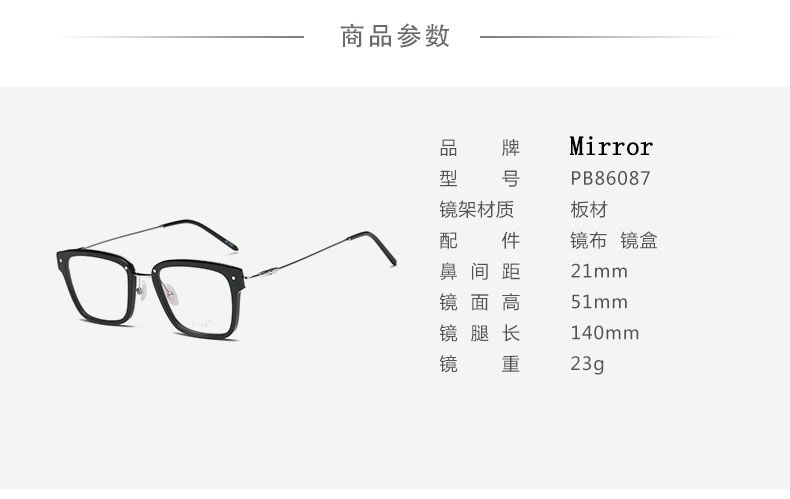 商品参数
品牌 Mirror
型号 PB86087
镜架材质 板材
配件 镜布 镜盒
鼻间距 21mm
镜面高 51mm
镜腿长 140mm
镜重 23g